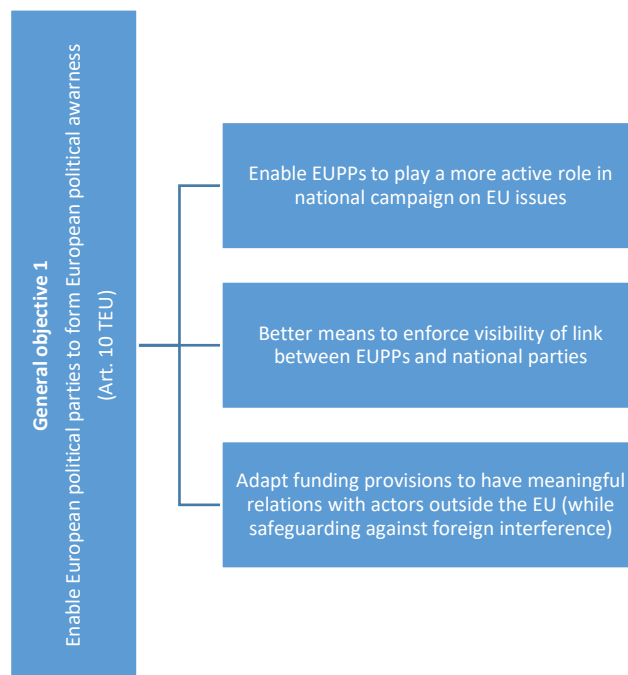 General objective 1
Enable European political parties to form European political awarness
(Art. 10 TEU)
Enable EUPPs to play a more active role in
national campaign on EU issues
Better means to enforce visibility of link
between EUPPs and national parties
Adapt funding provisions to have meaningful
relations with actors outside the EU (while
safeguarding against foreign interference)